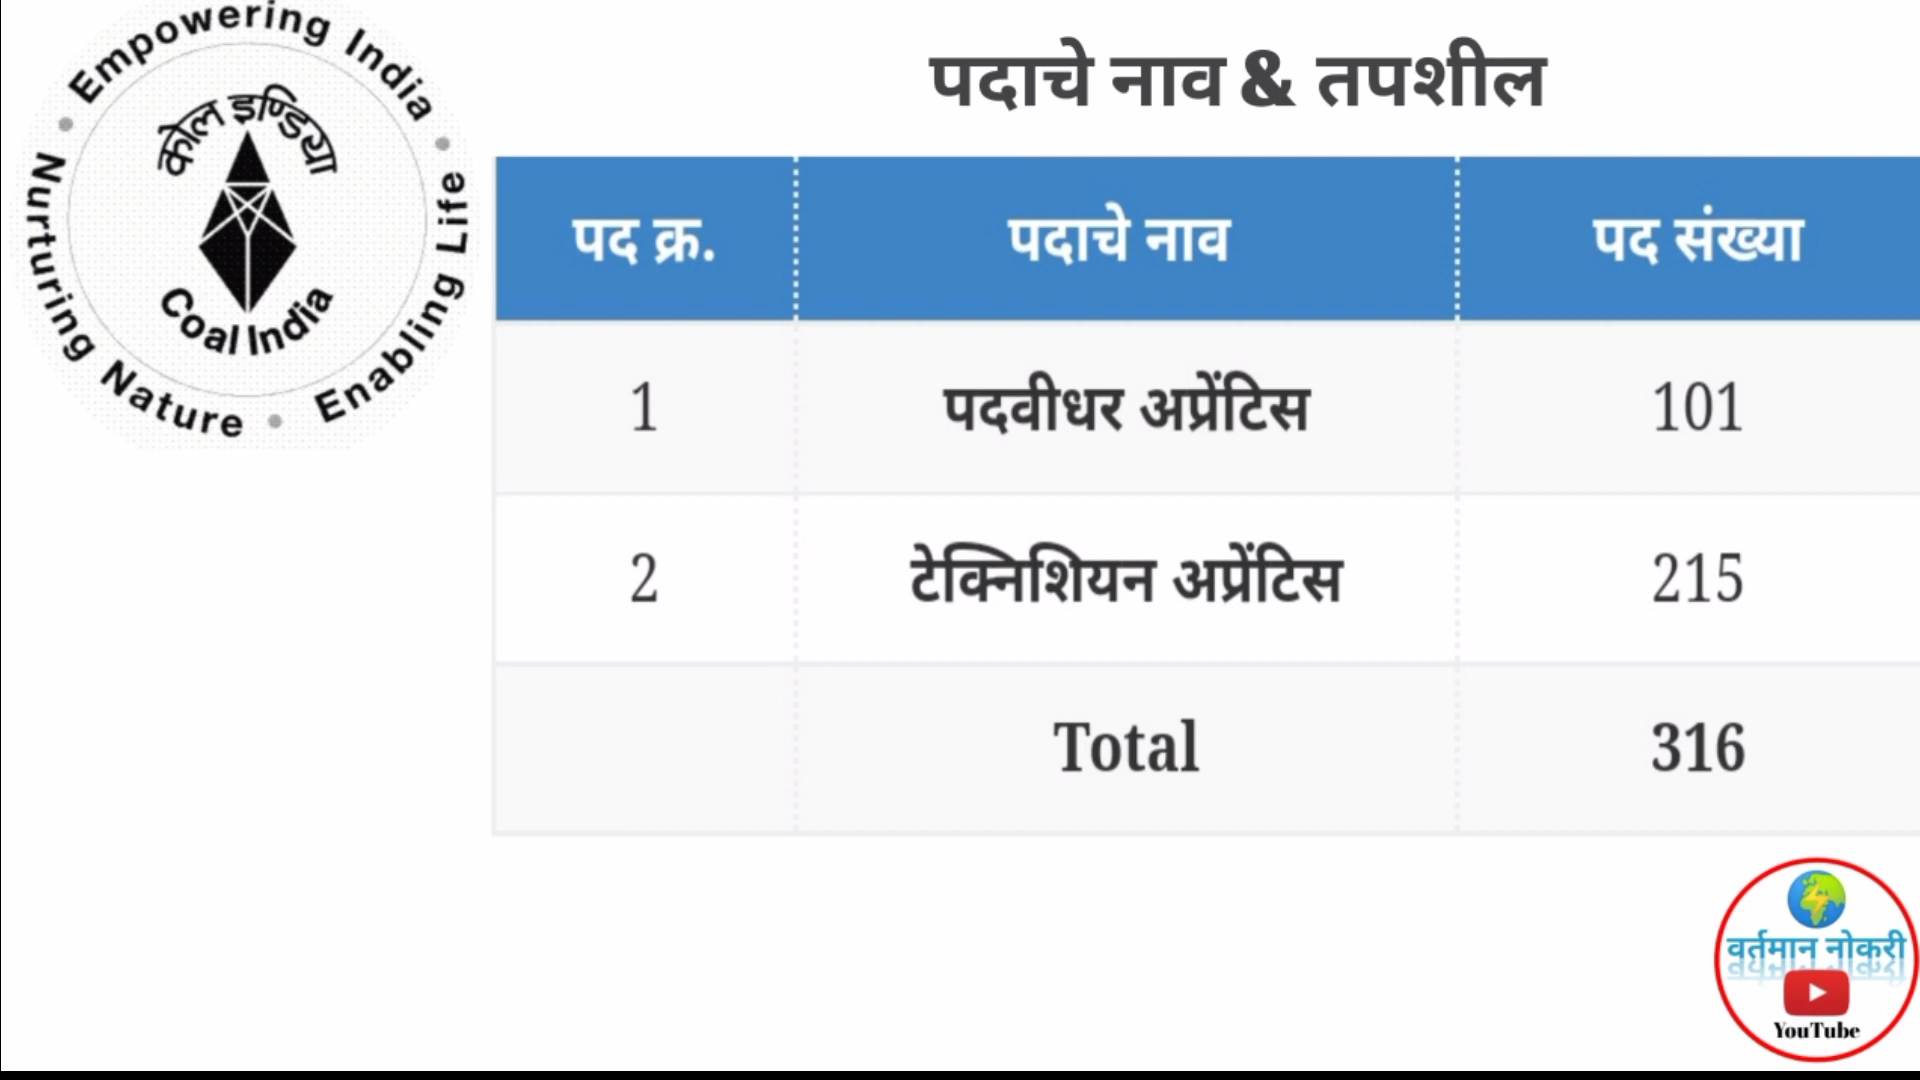 Empowering India • Enabling Life • Nurturing Nature •
कोल इण्डिया
Coal India
पदाचे नाव & तपशील
पद क्र. पदाचे नाव पद संख्या
1 पदवीधर अप्रेंटिस 101
2 टेक्निशियन अप्रेंटिस 215
Total 316
वर्तमान नोकरी
YouTube